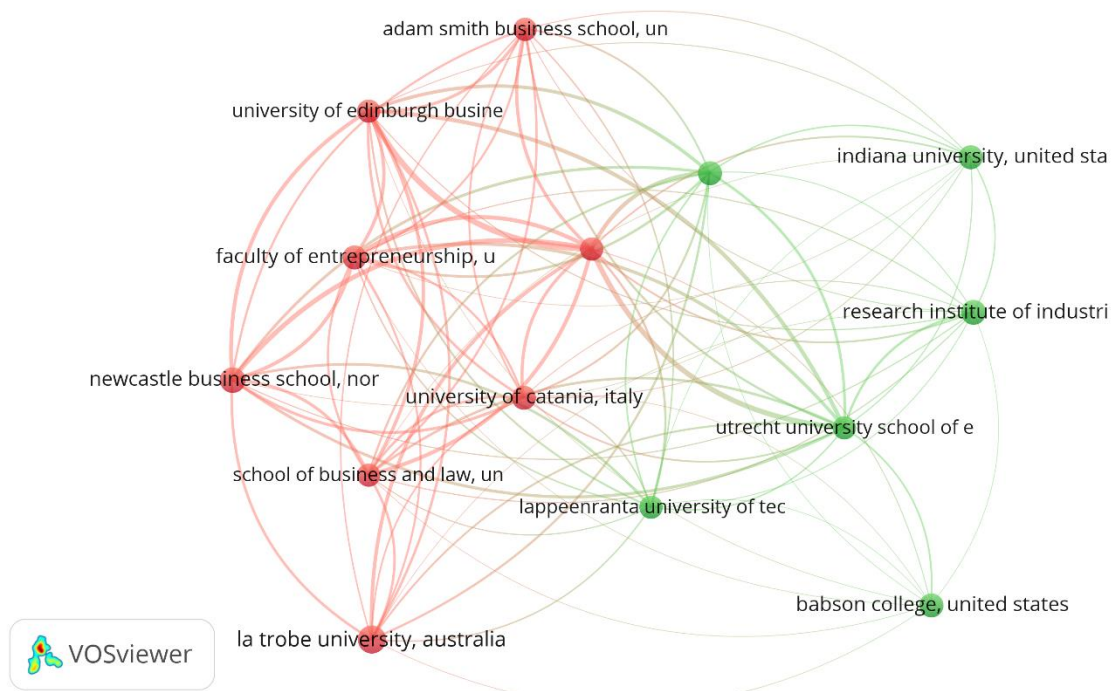 adam smith business school, un
university of edinburgh busine
indiana university, united sta
faculty of entrepreneurship, u
research institute of industri
newcastle business school, nor
university of catania, italy
utrecht university school of e
school of business and law, un
lappeenranta university of tec
babson college, united states
la trobe university, australia
VOSviewer